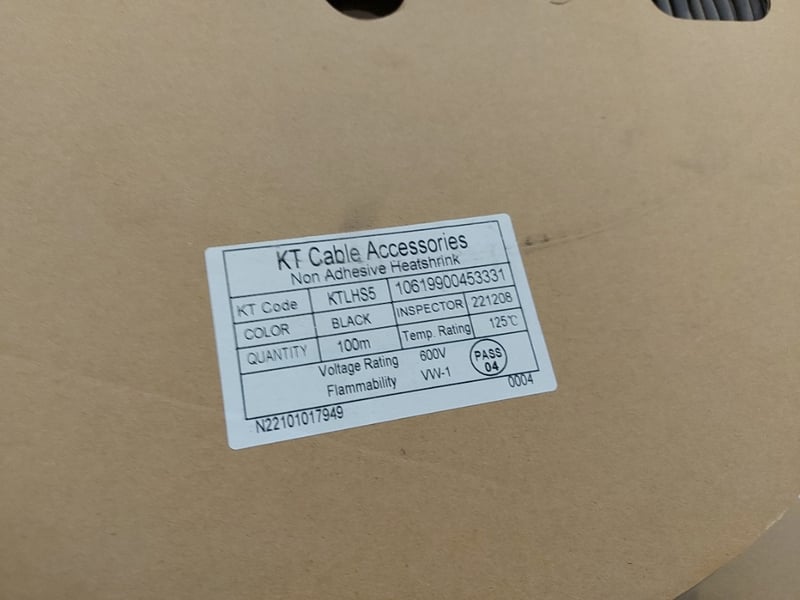 KT Cable Accessories
Non Adhesive Heatshrink
KT Code KTLHS5 10619900453331
COLOR BLACK INSPECTOR 221208
QUANTITY 100m Temp. Rating 125℃
Voltage Rating 600V
Flammability VW-1
PASS
04
N22101017949 0004